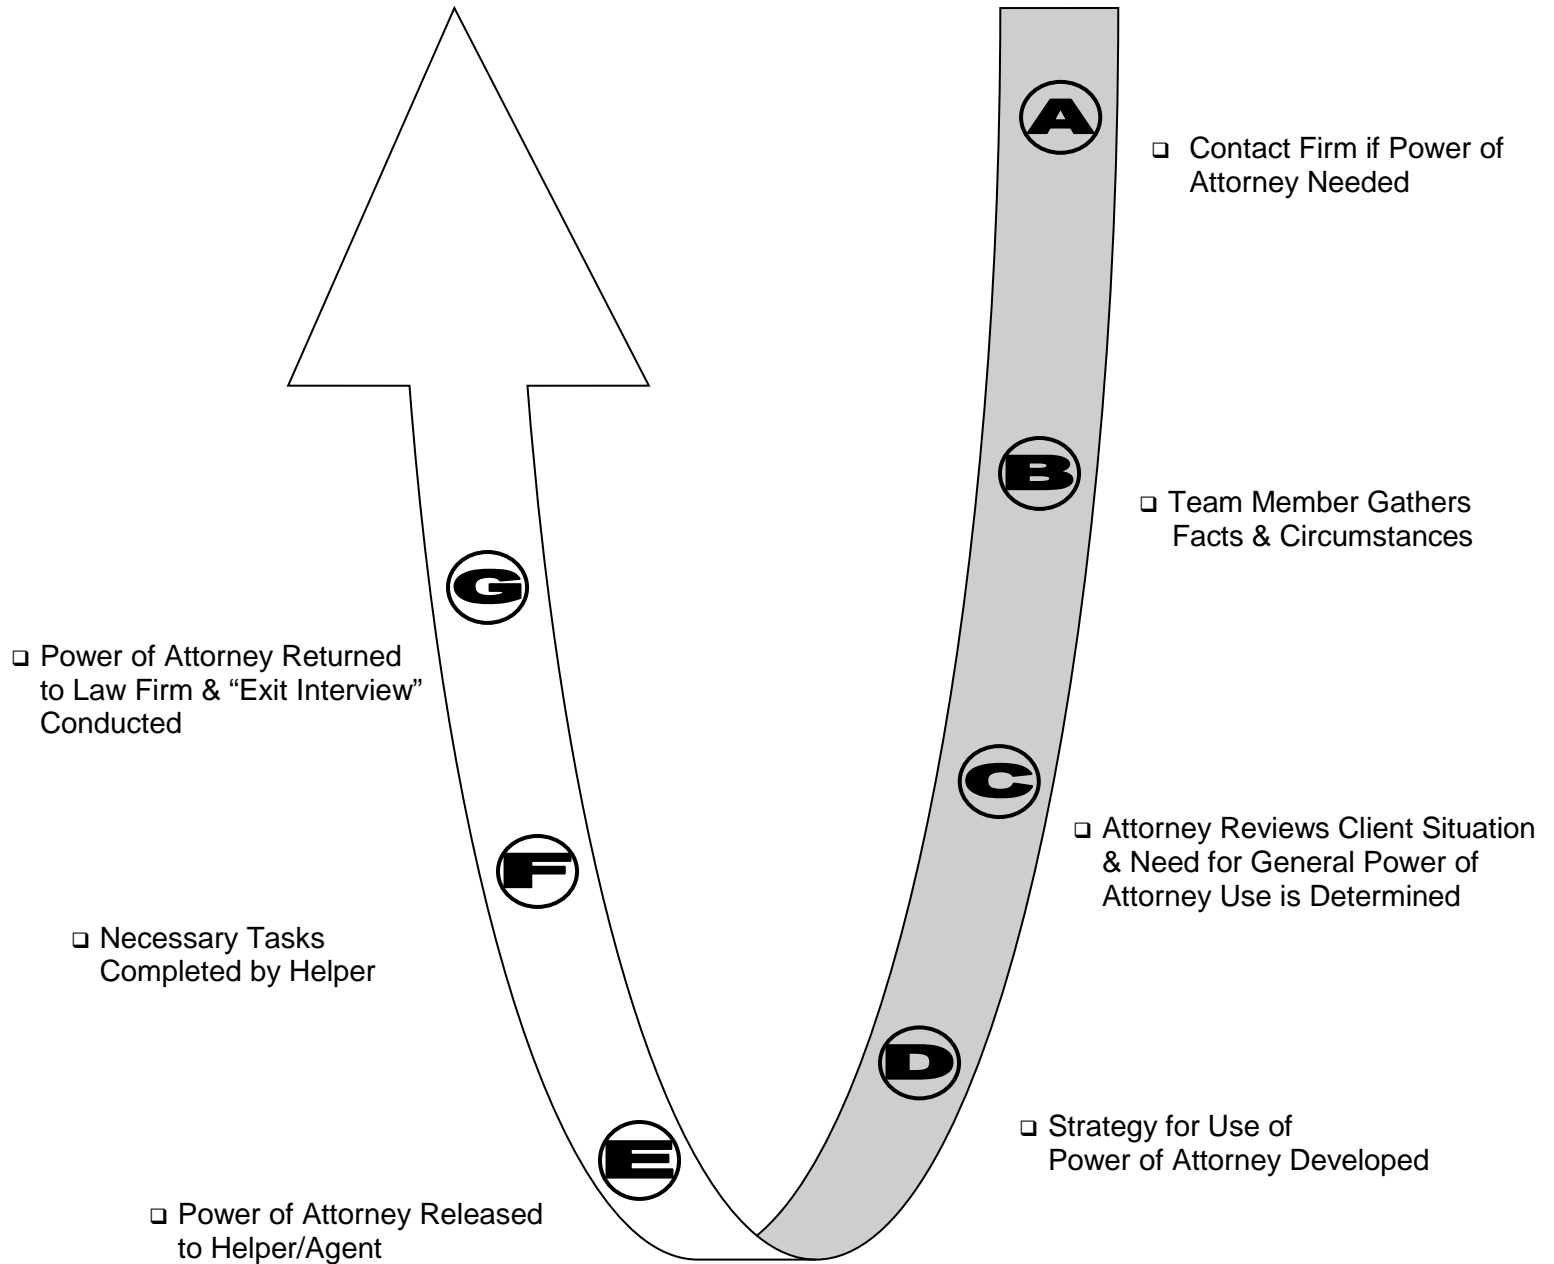 A
❑ Contact Firm if Power of
Attorney Needed
B
❑ Team Member Gathers
Facts & Circumstances
C
❑ Attorney Reviews Client Situation
& Need for General Power of
Attorney Use is Determined
D
❑ Strategy for Use of
Power of Attorney Developed
E
❑ Power of Attorney Released
to Helper/Agent
F
❑ Necessary Tasks
Completed by Helper
G
❑ Power of Attorney Returned
to Law Firm & “Exit Interview”
Conducted